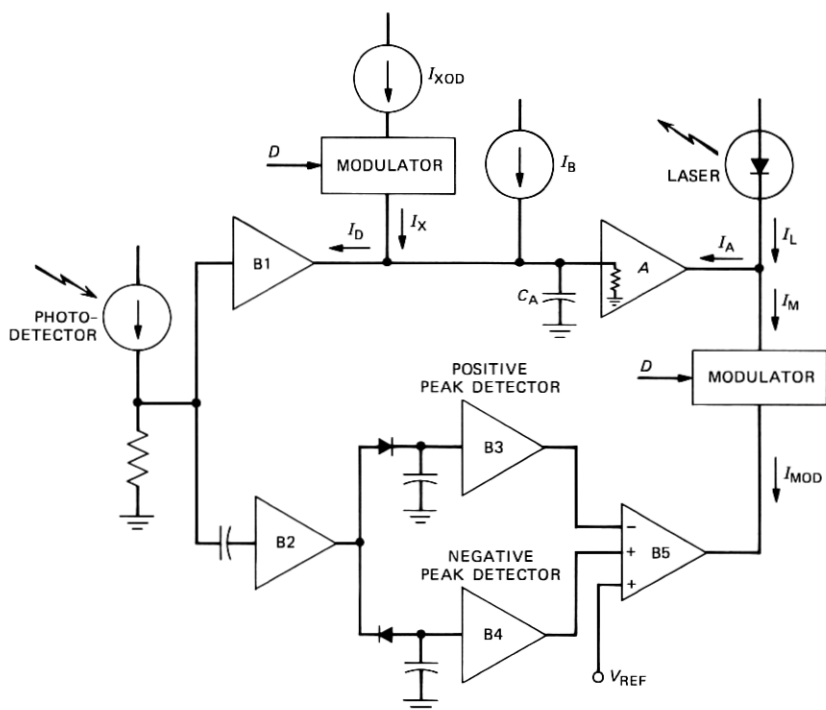 I_XOD
D
MODULATOR
I_B
LASER
I_D
I_X
I_A
I_L
B1
A
C_A
I_M
PHOTO-
DETECTOR
D
MODULATOR
POSITIVE
PEAK DETECTOR
B3
I_MOD
B2
B5
−
+
+
NEGATIVE
PEAK DETECTOR
B4
V_REF